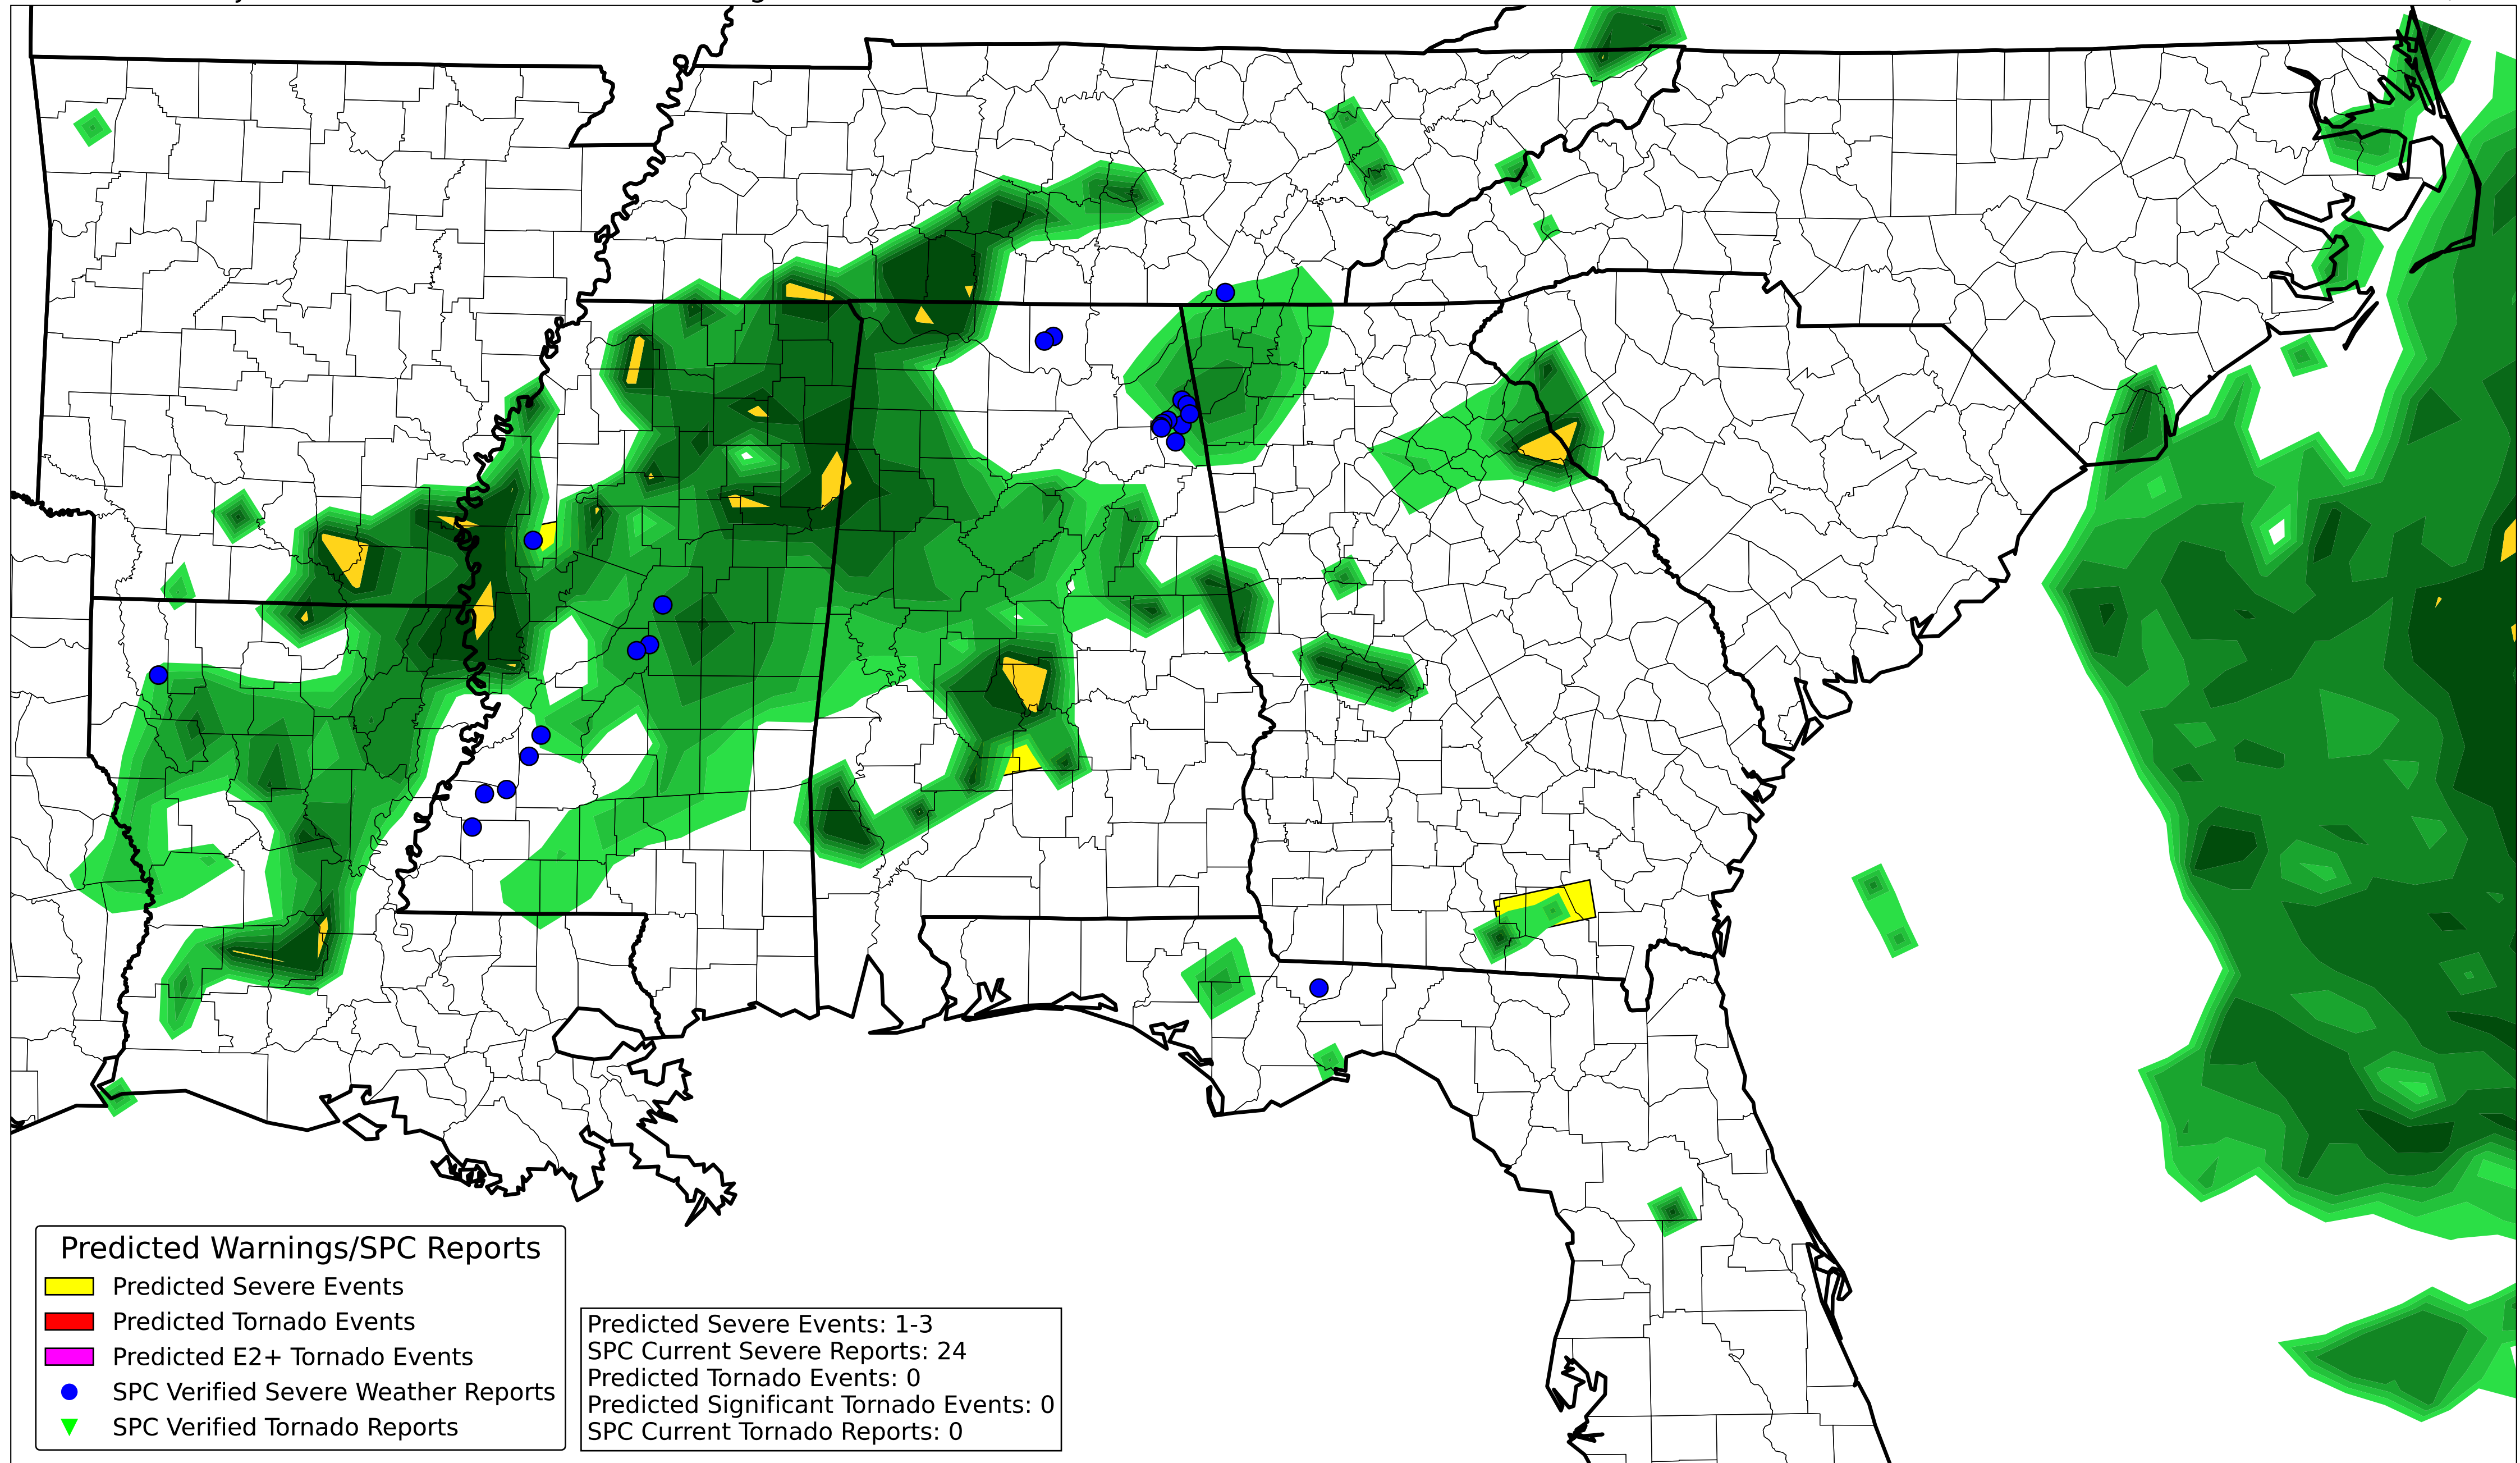 Predicted Warnings/SPC Reports
Predicted Severe Events
Predicted Tornado Events
Predicted E2+ Tornado Events
SPC Verified Severe Weather Reports
SPC Verified Tornado Reports
Predicted Severe Events: 1-3
SPC Current Severe Reports: 24
Predicted Tornado Events: 0
Predicted Significant Tornado Events: 0
SPC Current Tornado Reports: 0